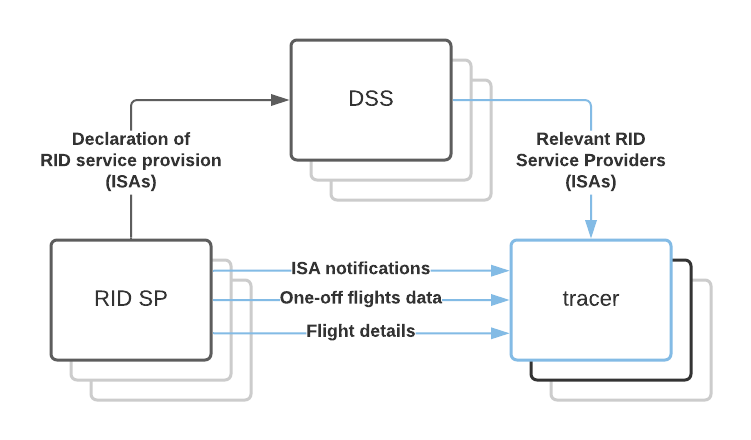 DSS
Declaration of
RID service provision
(ISAs)
Relevant RID
Service Providers
(ISAs)
RID SP
ISA notifications
One-off flights data
Flight details
tracer